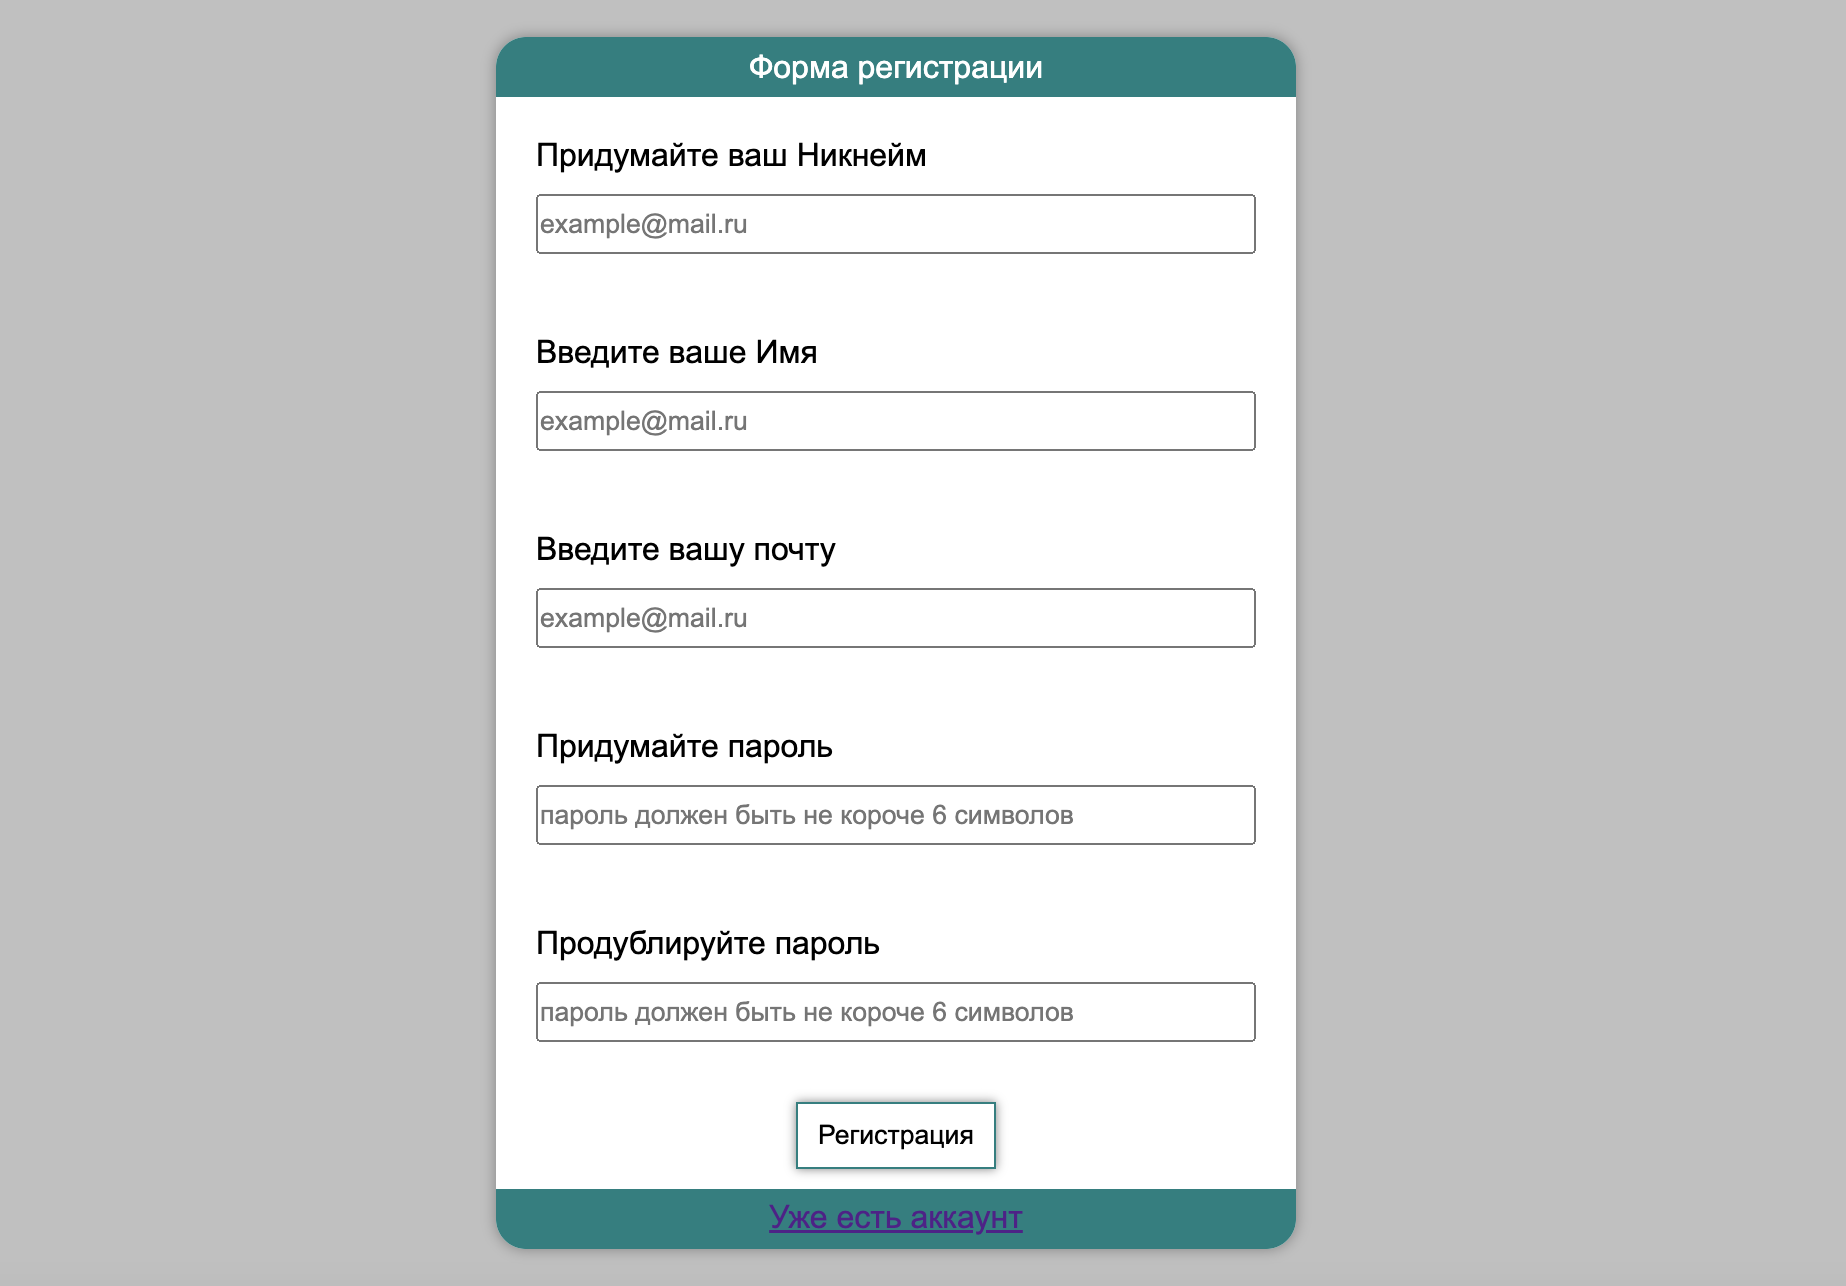 Форма регистрации
Придумайте ваш Никнейм
example@mail.ru
Введите ваше Имя
example@mail.ru
Введите вашу почту
example@mail.ru
Придумайте пароль
пароль должен быть не короче 6 символов
Продублируйте пароль
пароль должен быть не короче 6 символов
Регистрация
Уже есть аккаунт